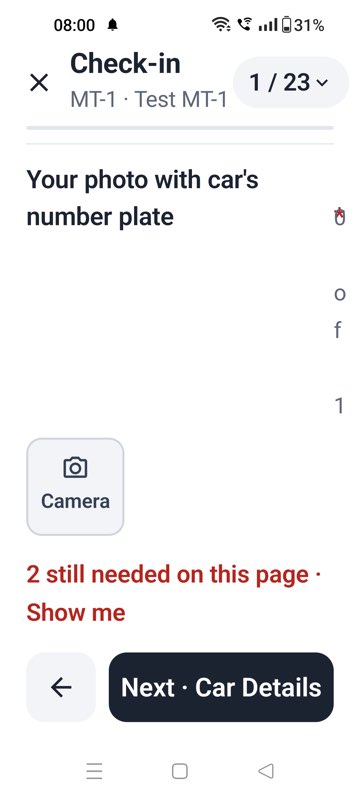 08:00
31%
Check-in
MT-1 · Test MT-1
1 / 23
Your photo with car's
number plate
*
0
o
f
1
Camera
2 still needed on this page ·
Show me
Next · Car Details